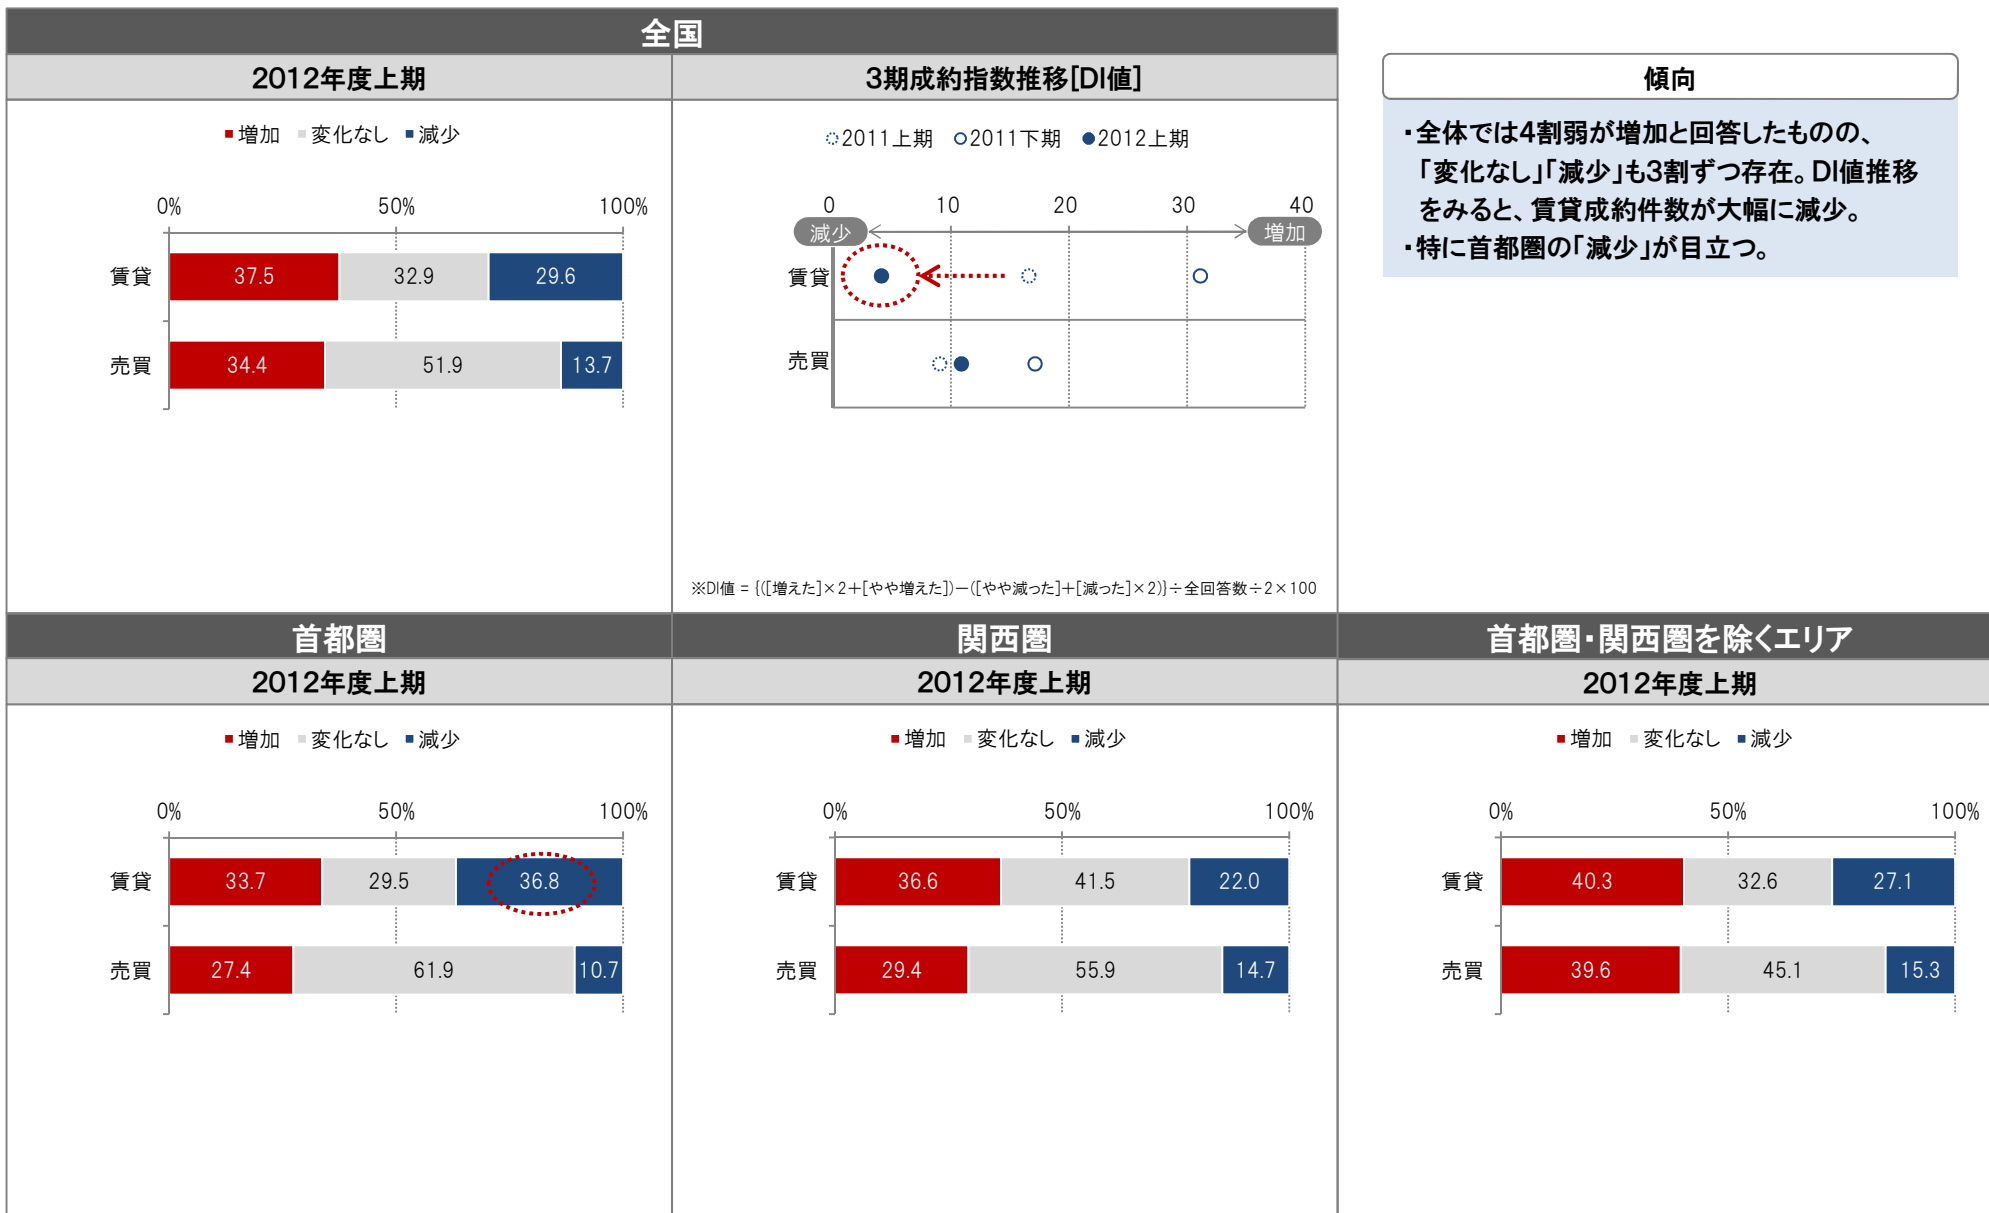 全国
2012年度上期
3期成約指数推移[DI値]
傾向
・全体では4割弱が増加と回答したものの、
「変化なし」「減少」も3割ずつ存在。DI値推移
をみると、賃貸成約件数が大幅に減少。
・特に首都圏の「減少」が目立つ。
増加 変化なし 減少
0% 50% 100%
賃貸 37.5 32.9 29.6
売買 34.4 51.9 13.7
2011上期 2011下期 2012上期
0 10 20 30 40
減少 増加
賃貸
売買
※DI値 = {([増えた]×2+[やや増えた])-([やや減った]+[減った]×2)}÷全回答数÷2×100
首都圏
2012年度上期
増加 変化なし 減少
0% 50% 100%
賃貸 33.7 29.5 36.8
売買 27.4 61.9 10.7
関西圏
2012年度上期
増加 変化なし 減少
0% 50% 100%
賃貸 36.6 41.5 22.0
売買 29.4 55.9 14.7
首都圏・関西圏を除くエリア
2012年度上期
増加 変化なし 減少
0% 50% 100%
賃貸 40.3 32.6 27.1
売買 39.6 45.1 15.3